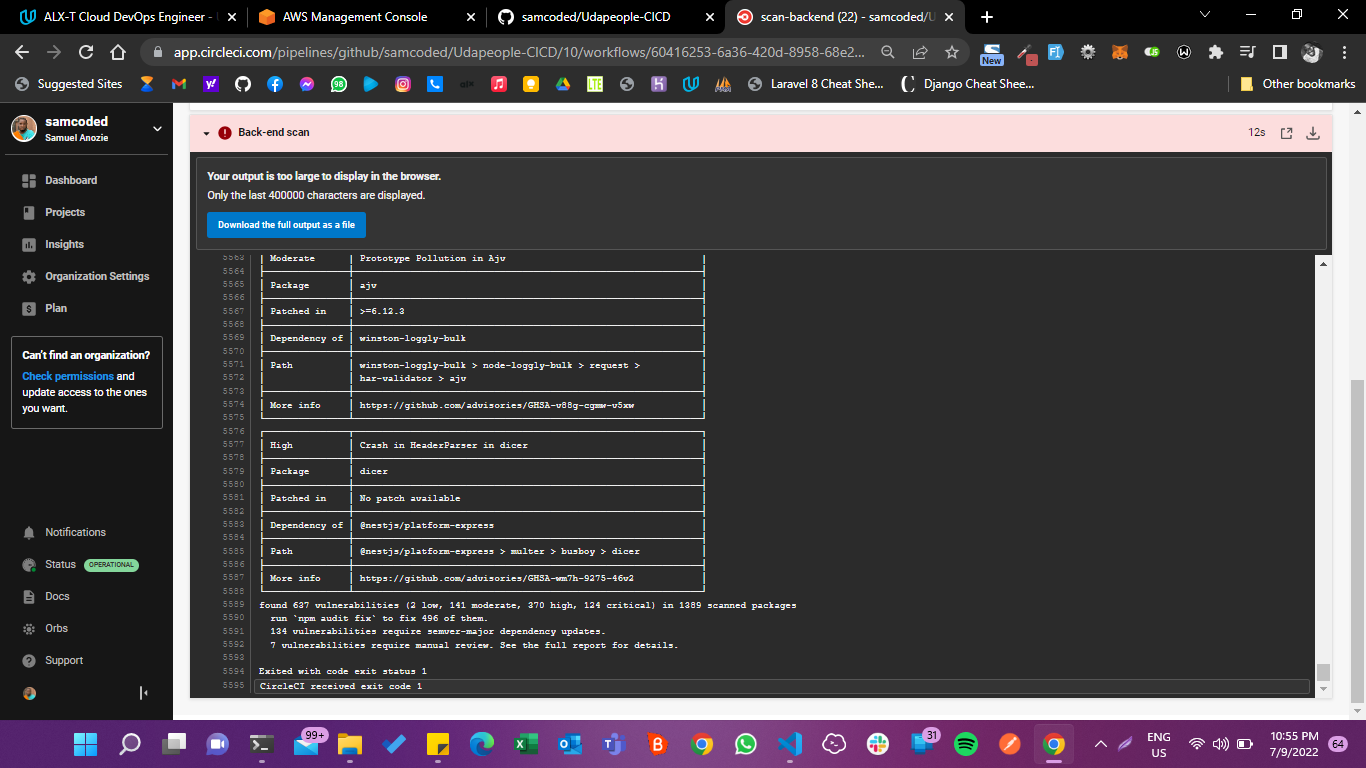 ALX-T Cloud DevOps Engineer -
AWS Management Console
samcoded/Udapeople-CICD
scan-backend (22) - samcoded/U
app.circleci.com/pipelines/github/samcoded/Udapeople-CICD/10/workflows/60416253-6a36-420d-8958-68e2...
New
Suggested Sites
98
olx
LTE
Laravel 8 Cheat She...
Django Cheat Shee...
Other bookmarks
samcoded
Samuel Anozie
Dashboard
Projects
Insights
Organization Settings
Plan
Can't find an organization?
Check permissions and
update access to the ones
you want.
Notifications
Status OPERATIONAL
Docs
Orbs
Support
Back-end scan
12s
Your output is too large to display in the browser.
Only the last 400000 characters are displayed.
Download the full output as a file
5563 Moderate Prototype Pollution in Ajv
5564
5565 Package ajv
5566
5567 Patched in >=6.12.3
5568
5569 Dependency of winston-loggly-bulk
5570
5571 Path winston-loggly-bulk > node-loggly-bulk > request >
5572 har-validator > ajv
5573
5574 More info https://github.com/advisories/GHSA-v88g-cgmw-v5xw
5575
5576
5577 High Crash in HeaderParser in dicer
5578
5579 Package dicer
5580
5581 Patched in No patch available
5582
5583 Dependency of @nestjs/platform-express
5584
5585 Path @nestjs/platform-express > multer > busboy > dicer
5586
5587 More info https://github.com/advisories/GHSA-wm7h-9275-46v2
5588
5589 found 637 vulnerabilities (2 low, 141 moderate, 370 high, 124 critical) in 1389 scanned packages
5590 run `npm audit fix` to fix 496 of them.
5591 134 vulnerabilities require semver-major dependency updates.
5592 7 vulnerabilities require manual review. See the full report for details.
5593
5594 Exited with code exit status 1
5595 CircleCI received exit code 1
99+
31
ENG
US
10:55 PM
7/9/2022
64